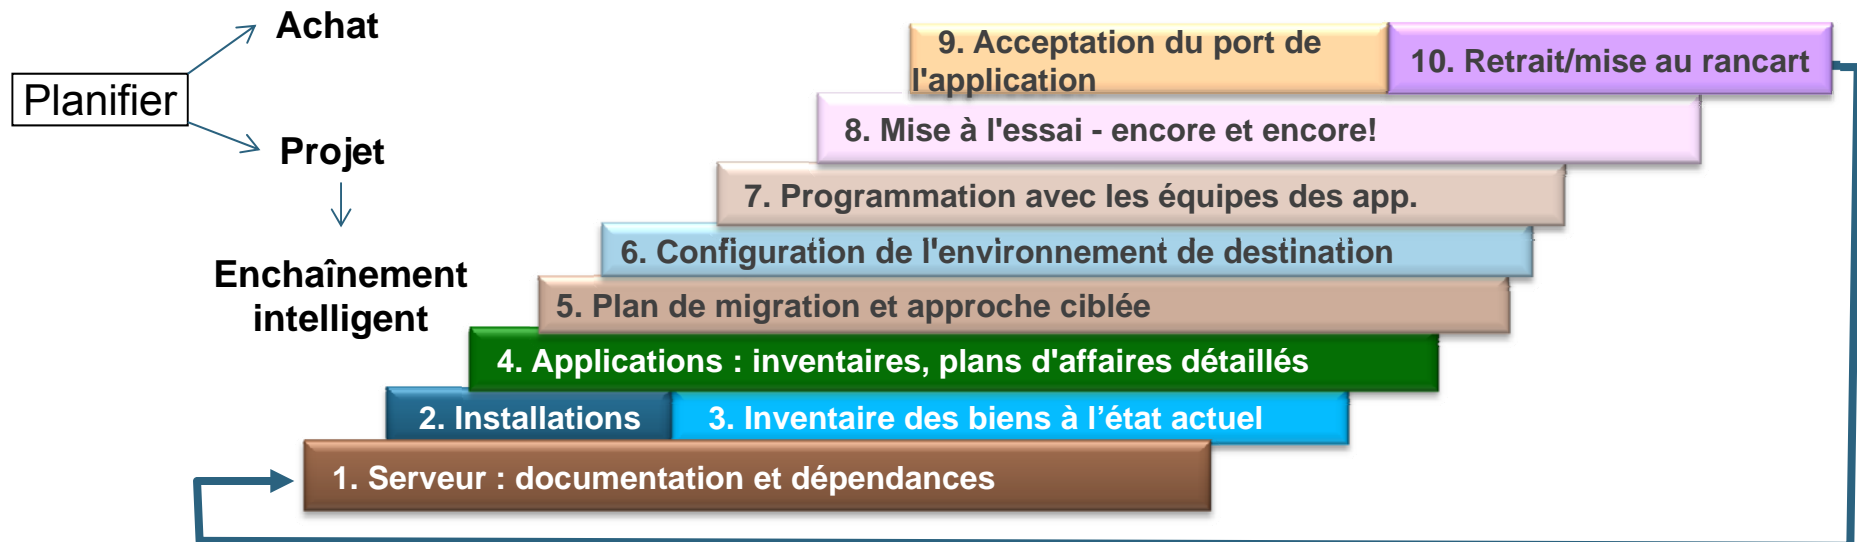 Achat
Planifier
Projet
Enchaînement
intelligent
9. Acceptation du port de
l'application
10. Retrait/mise au rancart
8. Mise à l'essai - encore et encore!
7. Programmation avec les équipes des app.
6. Configuration de l'environnement de destination
5. Plan de migration et approche ciblée
4. Applications : inventaires, plans d'affaires détaillés
2. Installations
3. Inventaire des biens à l’état actuel
1. Serveur : documentation et dépendances